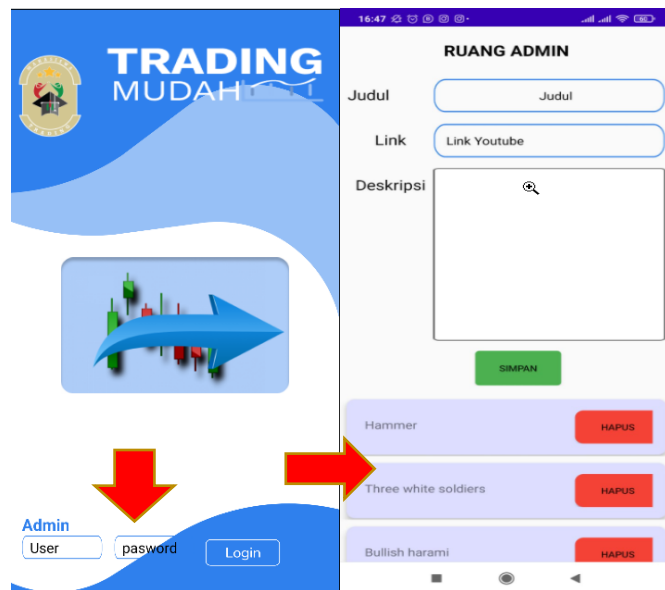 TRADING
MUDAH
Admin
User
pasword
Login
16:47
RUANG ADMIN
Judul
Judul
Link
Link Youtube
Deskripsi
SIMPAN
Hammer
HAPUS
Three white soldiers
HAPUS
Bullish harami
HAPUS